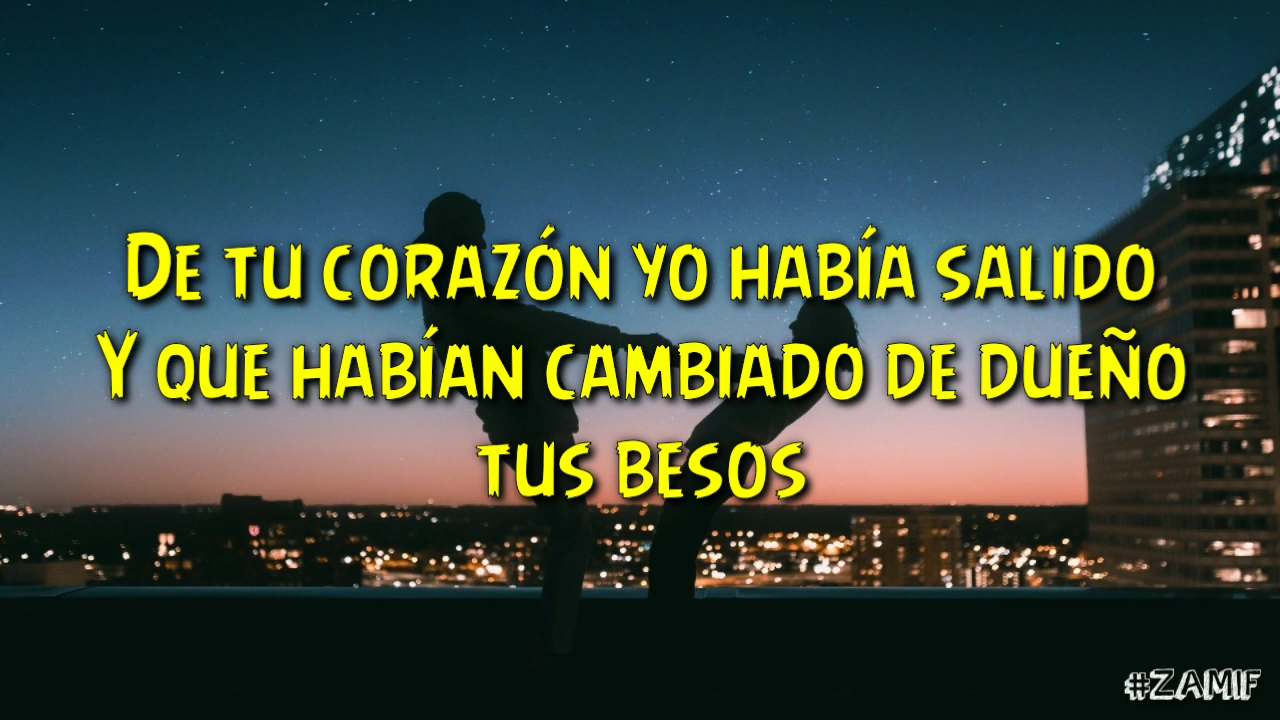 De tu corazón yo había salido
Y que habían cambiado de dueño
tus besos
#ZAMIF